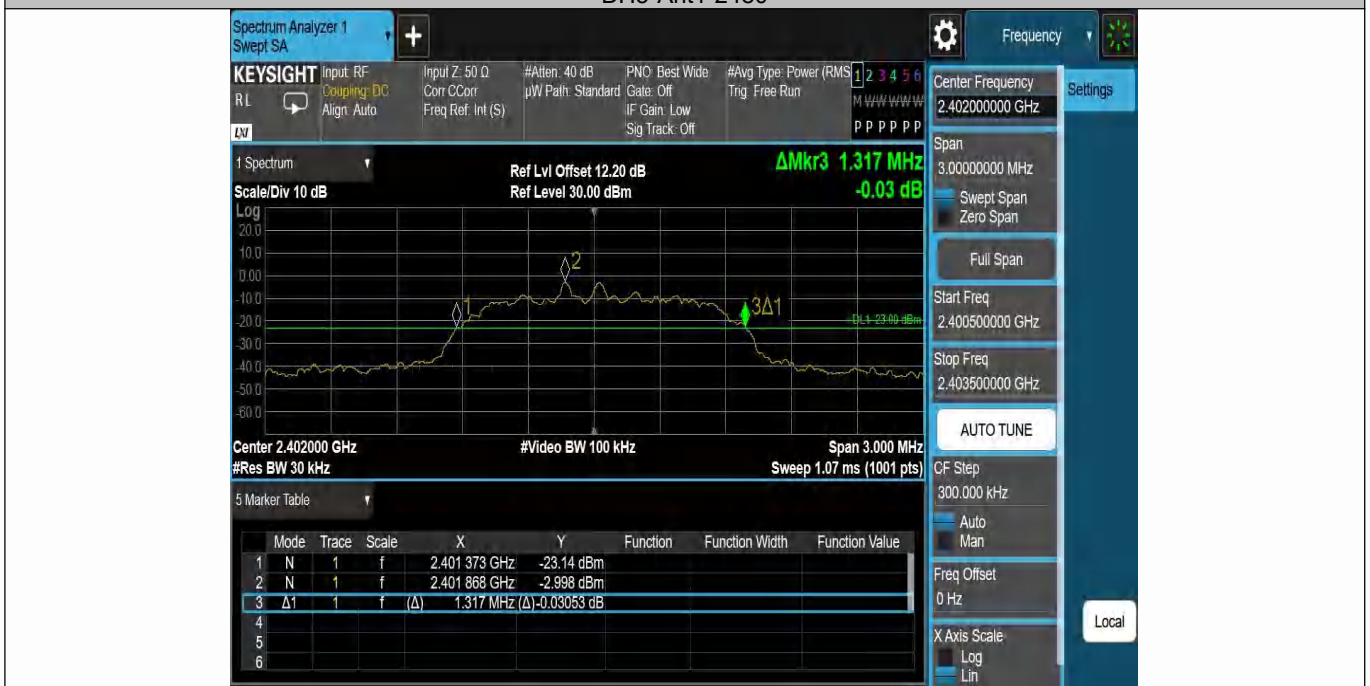 Spectrum Analyzer 1
Swept SA
+
Frequency
KEYSIGHT
RL
LXI
Input: RF
Coupling: DC
Align: Auto
Input Z: 50 Ω
Corr CCorr
Freq Ref: Int (S)
#Atten: 40 dB
µW Path: Standard
PNO: Best Wide
Gate: Off
IF Gain: Low
Sig Track: Off
#Avg Type: Power (RMS
Trig: Free Run
1 2 3 4 5 6
M W W W W W
P P P P P P
Center Frequency
2.402000000 GHz
Settings
Span
3.00000000 MHz
Swept Span
Zero Span
Full Span
Start Freq
2.400500000 GHz
Stop Freq
2.403500000 GHz
AUTO TUNE
CF Step
300.000 kHz
Auto
Man
Freq Offset
0 Hz
X Axis Scale
Log
Lin
Local
1 Spectrum
Scale/Div 10 dB
Ref Lvl Offset 12.20 dB
Ref Level 30.00 dBm
ΔMkr3 1.317 MHz
-0.03 dB
Log
20.0
10.0
0.00
-10.0
-20.0
-30.0
-40.0
-50.0
-60.0
1
2
3Δ1
DL1 -23.00 dBm
Center 2.402000 GHz
#Video BW 100 kHz
Span 3.000 MHz
#Res BW 30 kHz
Sweep 1.07 ms (1001 pts)
5 Marker Table
Mode Trace Scale X Y Function Function Width Function Value
1 N 1 f 2.401 373 GHz -23.14 dBm
2 N 1 f 2.401 868 GHz -2.998 dBm
3 Δ1 1 f (Δ) 1.317 MHz (Δ) -0.03053 dB
4
5
6